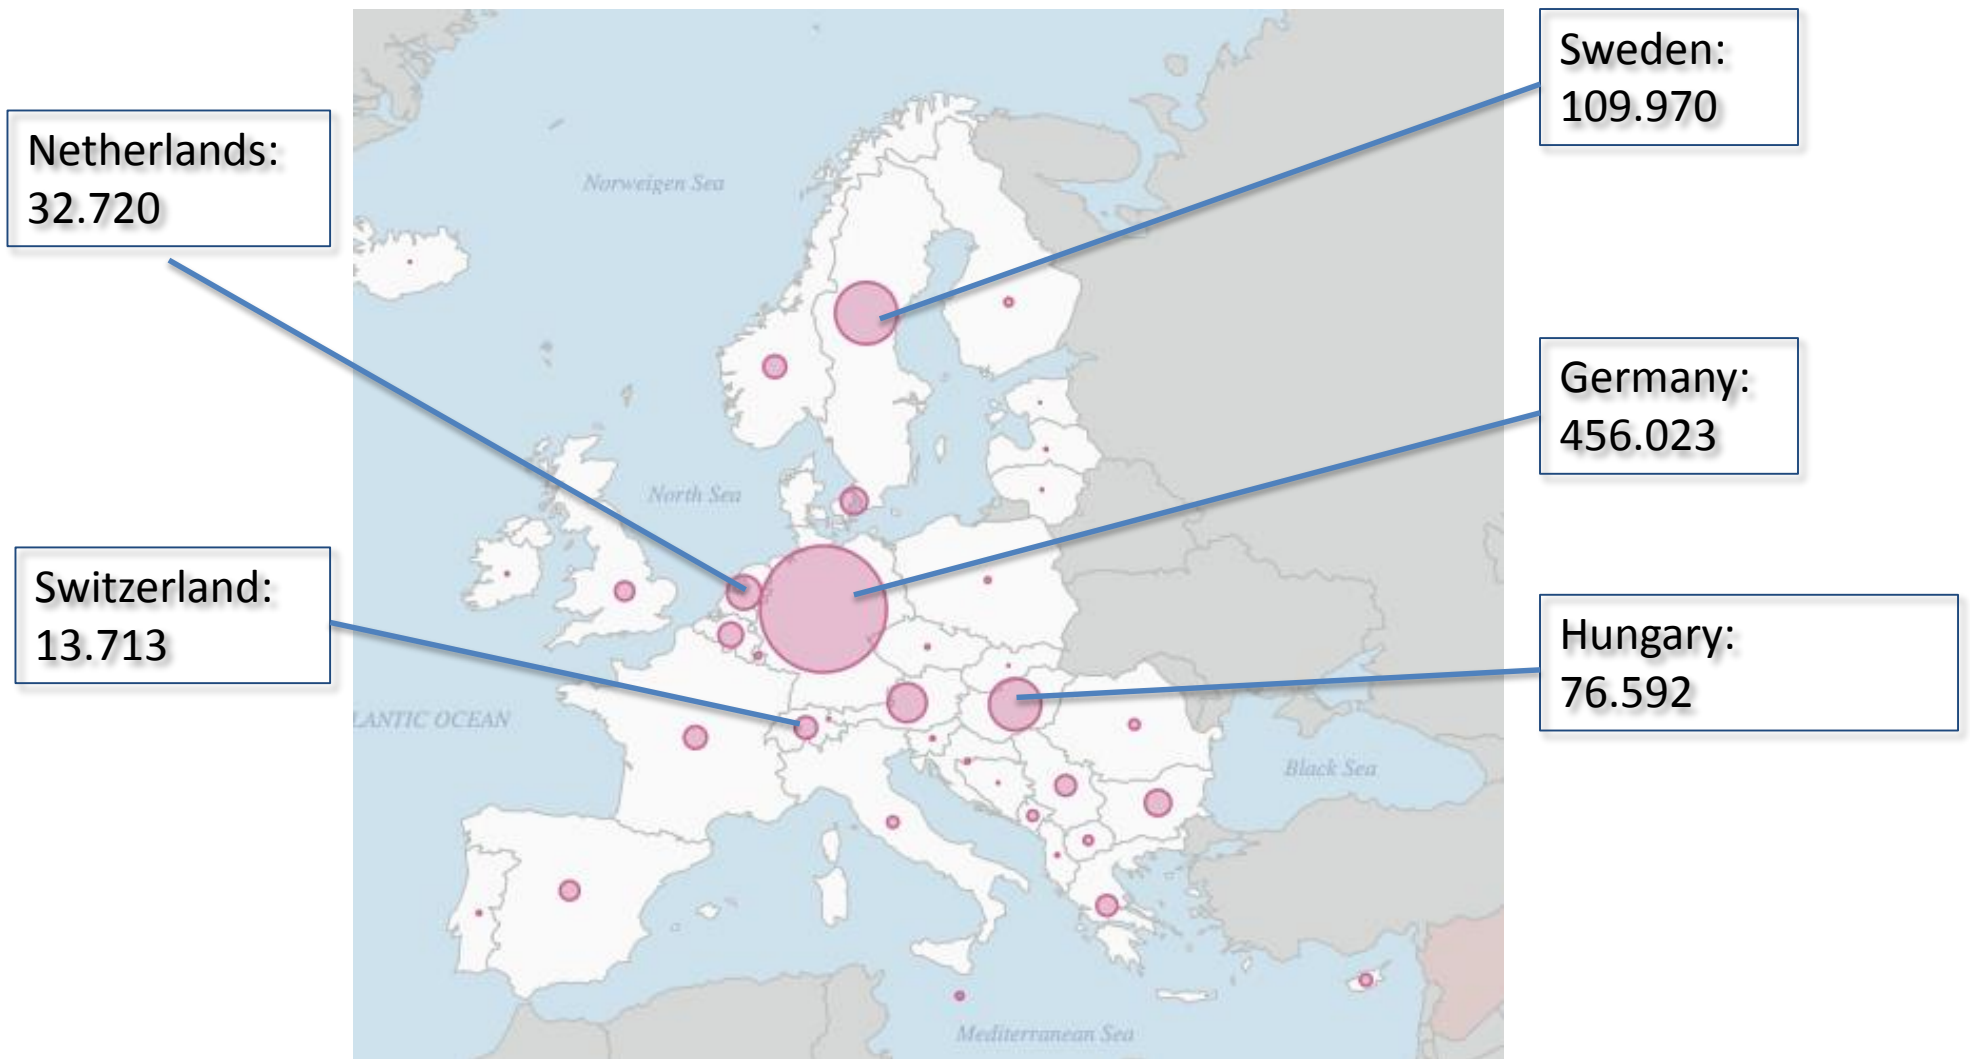 Sweden:
109.970
Netherlands:
32.720
Norweigen Sea
Germany:
456.023
North Sea
Switzerland:
13.713
Hungary:
76.592
LANTIC OCEAN
Black Sea
Mediterranean Sea